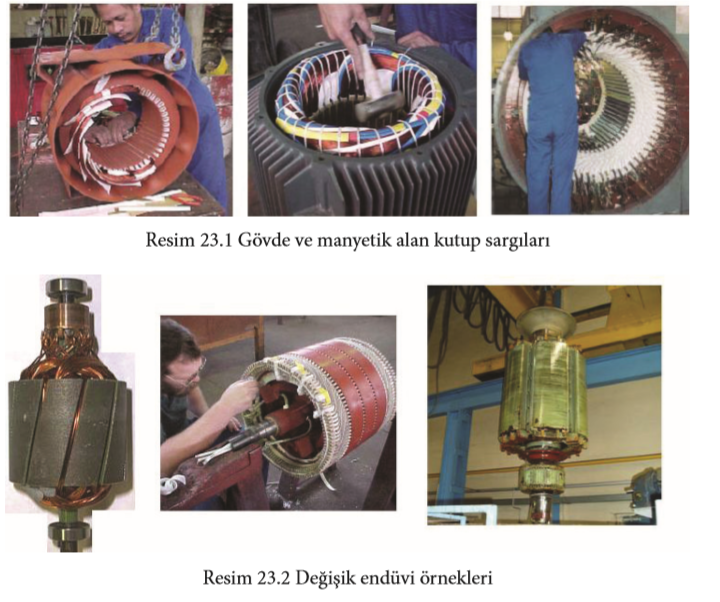 Resim 23.1 Gövde ve manyetik alan kutup sargıları
Resim 23.2 Değişik endüvi örnekleri